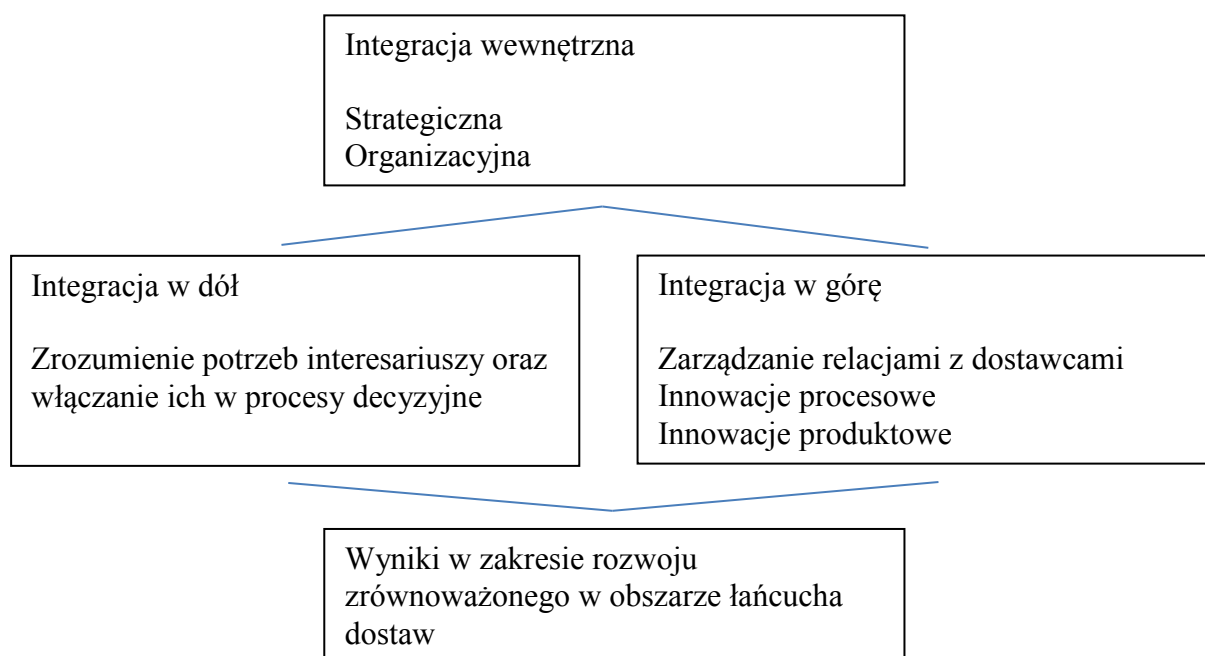 Integracja wewnętrzna
Strategiczna
Organizacyjna
Integracja w dół
Zrozumienie potrzeb interesariuszy oraz
włączanie ich w procesy decyzyjne
Integracja w górę
Zarządzanie relacjami z dostawcami
Innowacje procesowe
Innowacje produktowe
Wyniki w zakresie rozwoju
zrównoważonego w obszarze łańcucha
dostaw